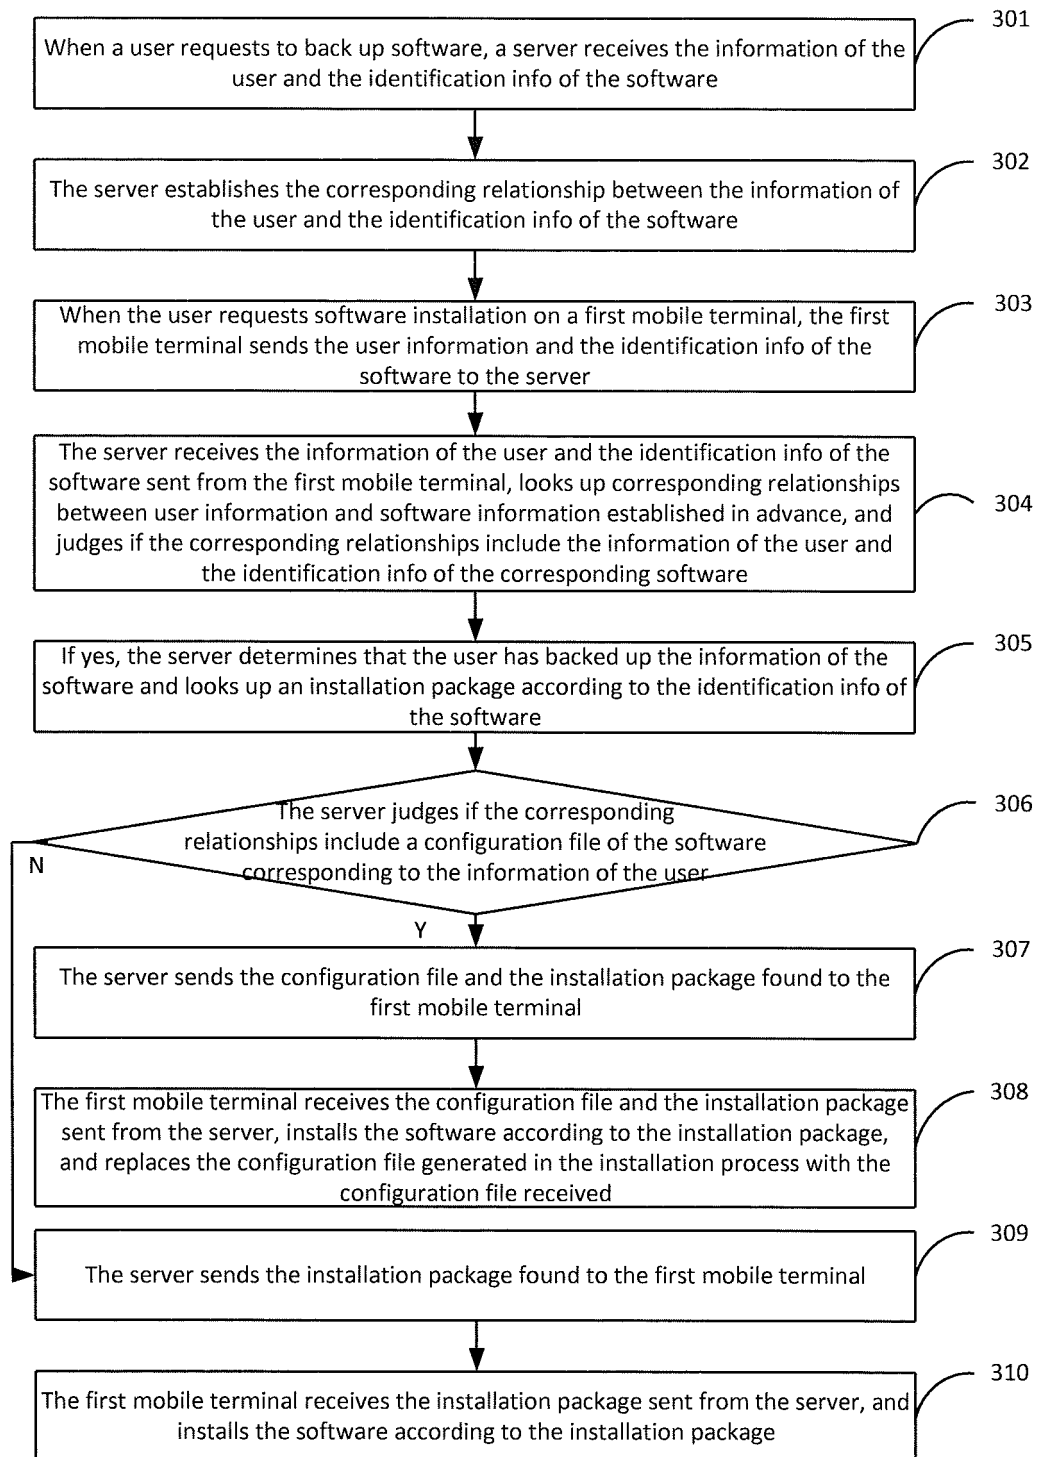 301
When a user requests to back up software, a server receives the information of the
user and the identification info of the software
302
The server establishes the corresponding relationship between the information of
the user and the identification info of the software
303
When the user requests software installation on a first mobile terminal, the first
mobile terminal sends the user information and the identification info of the
software to the server
304
The server receives the information of the user and the identification info of the
software sent from the first mobile terminal, looks up corresponding relationships
between user information and software information established in advance, and
judges if the corresponding relationships include the information of the user and
the identification info of the corresponding software
305
If yes, the server determines that the user has backed up the information of the
software and looks up an installation package according to the identification info of
the software
306
The server judges if the corresponding
relationships include a configuration file of the software
corresponding to the information of the user
N
Y
307
The server sends the configuration file and the installation package found to the
first mobile terminal
308
The first mobile terminal receives the configuration file and the installation package
sent from the server, installs the software according to the installation package,
and replaces the configuration file generated in the installation process with the
configuration file received
309
The server sends the installation package found to the first mobile terminal
310
The first mobile terminal receives the installation package sent from the server, and
installs the software according to the installation package